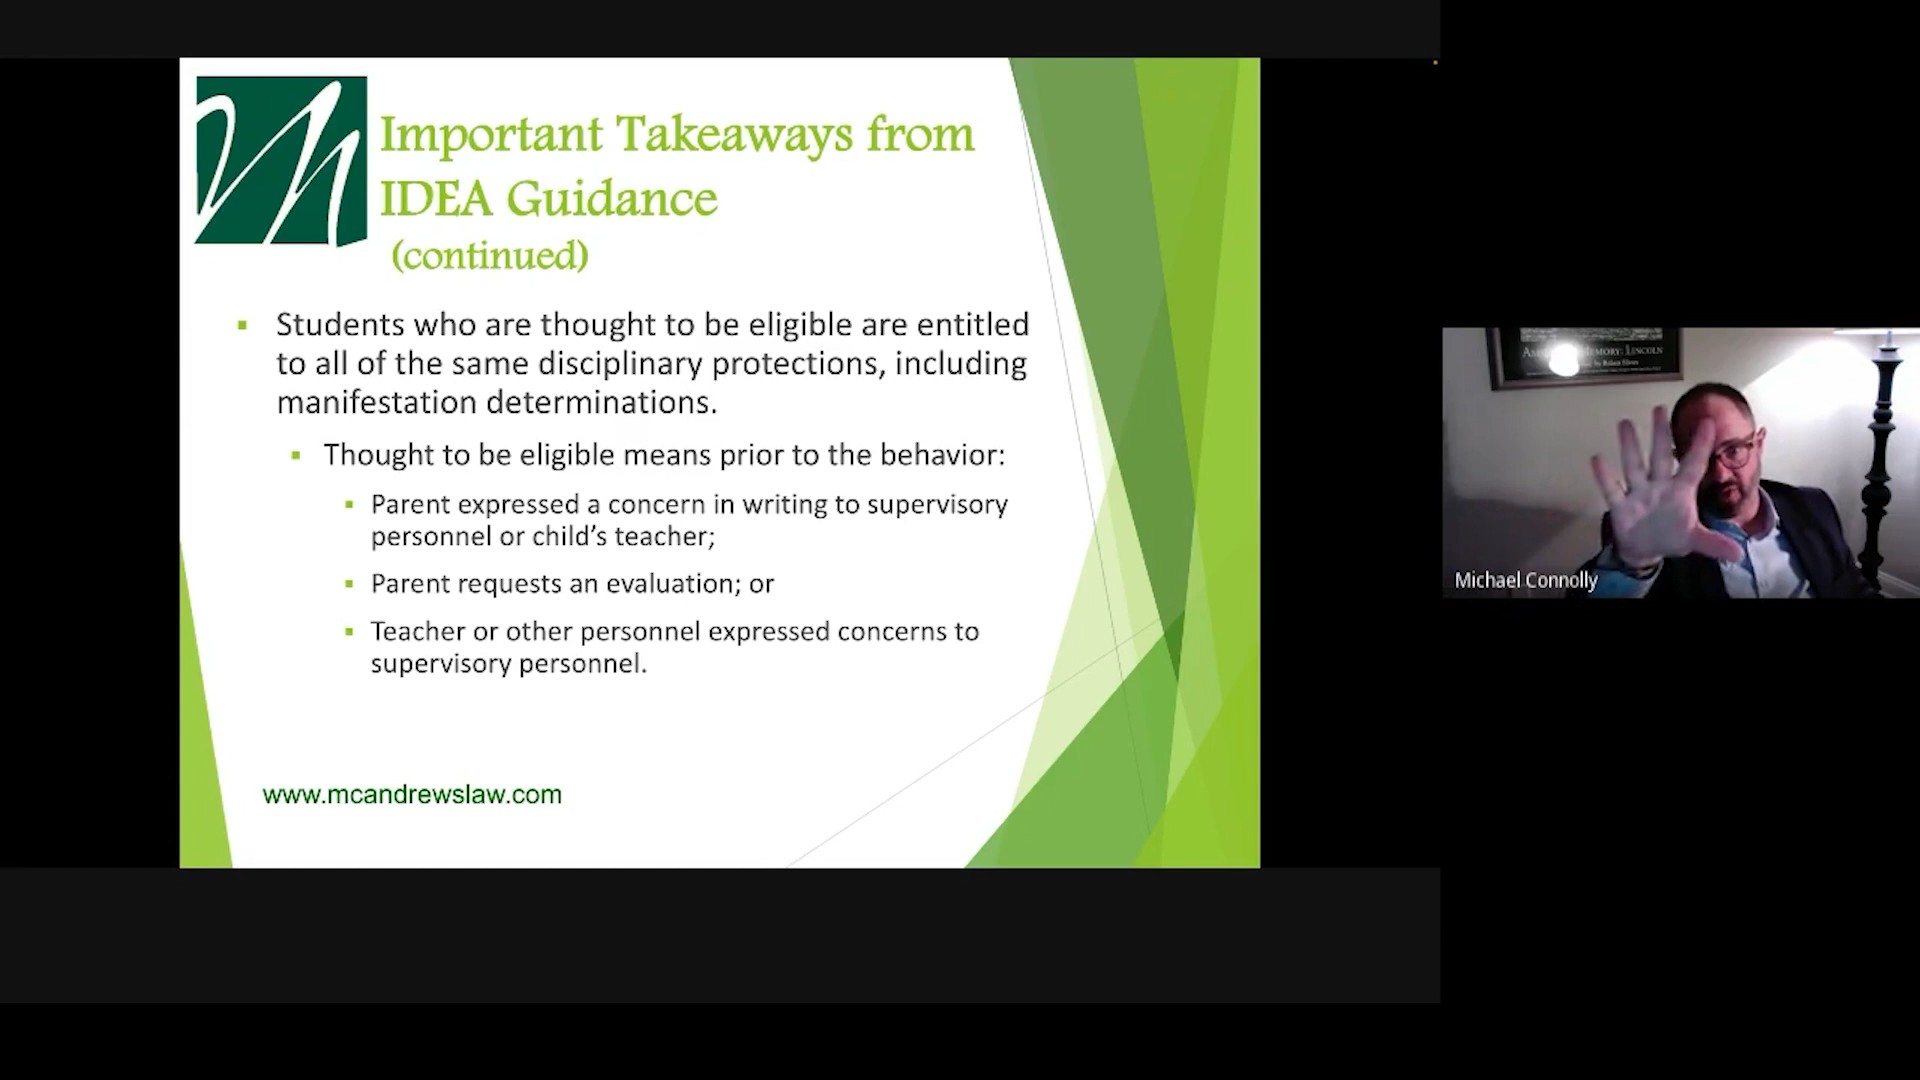 Important Takeaways from
IDEA Guidance
(continued)
Students who are thought to be eligible are entitled
to all of the same disciplinary protections, including
manifestation determinations.
Thought to be eligible means prior to the behavior:
Parent expressed a concern in writing to supervisory
personnel or child’s teacher;
Parent requests an evaluation; or
Teacher or other personnel expressed concerns to
supervisory personnel.
www.mcandrewslaw.com
LINCOLN
Michael Connolly